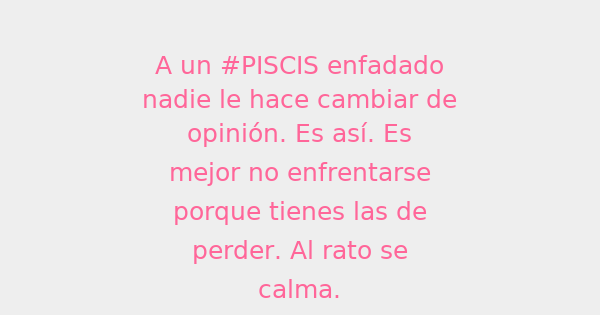 A un #PISCIS enfadado
nadie le hace cambiar de
opinión. Es así. Es
mejor no enfrentarse
porque tienes las de
perder. Al rato se
calma.